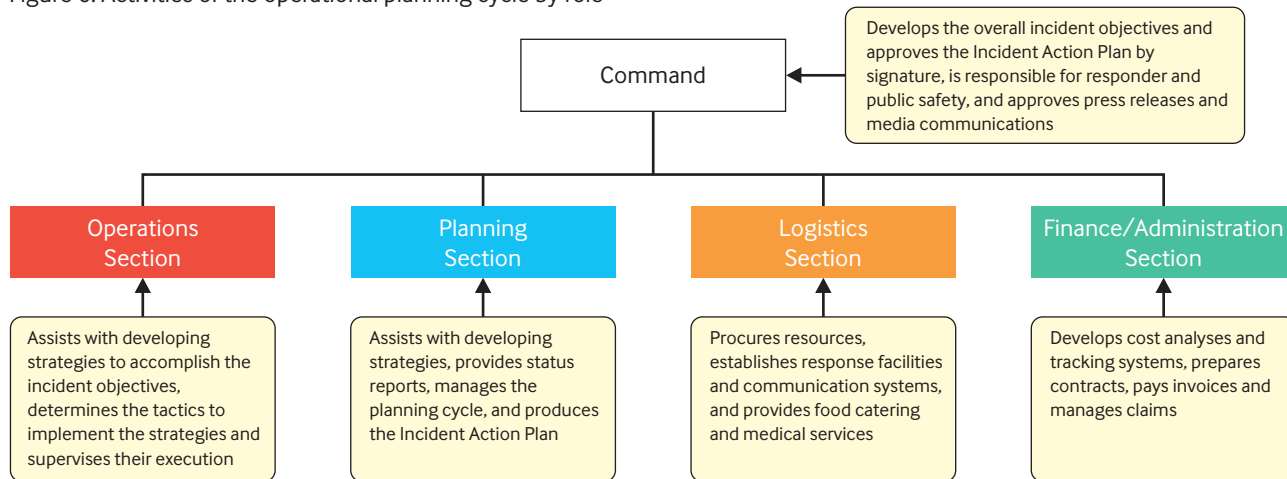 Activities of the operational planning cycle by role
Develops the overall incident objectives and
approves the Incident Action Plan by
signature, is responsible for responder and
public safety, and approves press releases and
media communications
Command
Operations
Section
Planning
Section
Logistics
Section
Finance/Administration
Section
Assists with developing
strategies to accomplish the
incident objectives,
determines the tactics to
implement the strategies and
supervises their execution
Assists with developing
strategies, provides status
reports, manages the
planning cycle, and produces
the Incident Action Plan
Procures resources,
establishes response facilities
and communication systems,
and provides food catering
and medical services
Develops cost analyses and
tracking systems, prepares
contracts, pays invoices and
manages claims